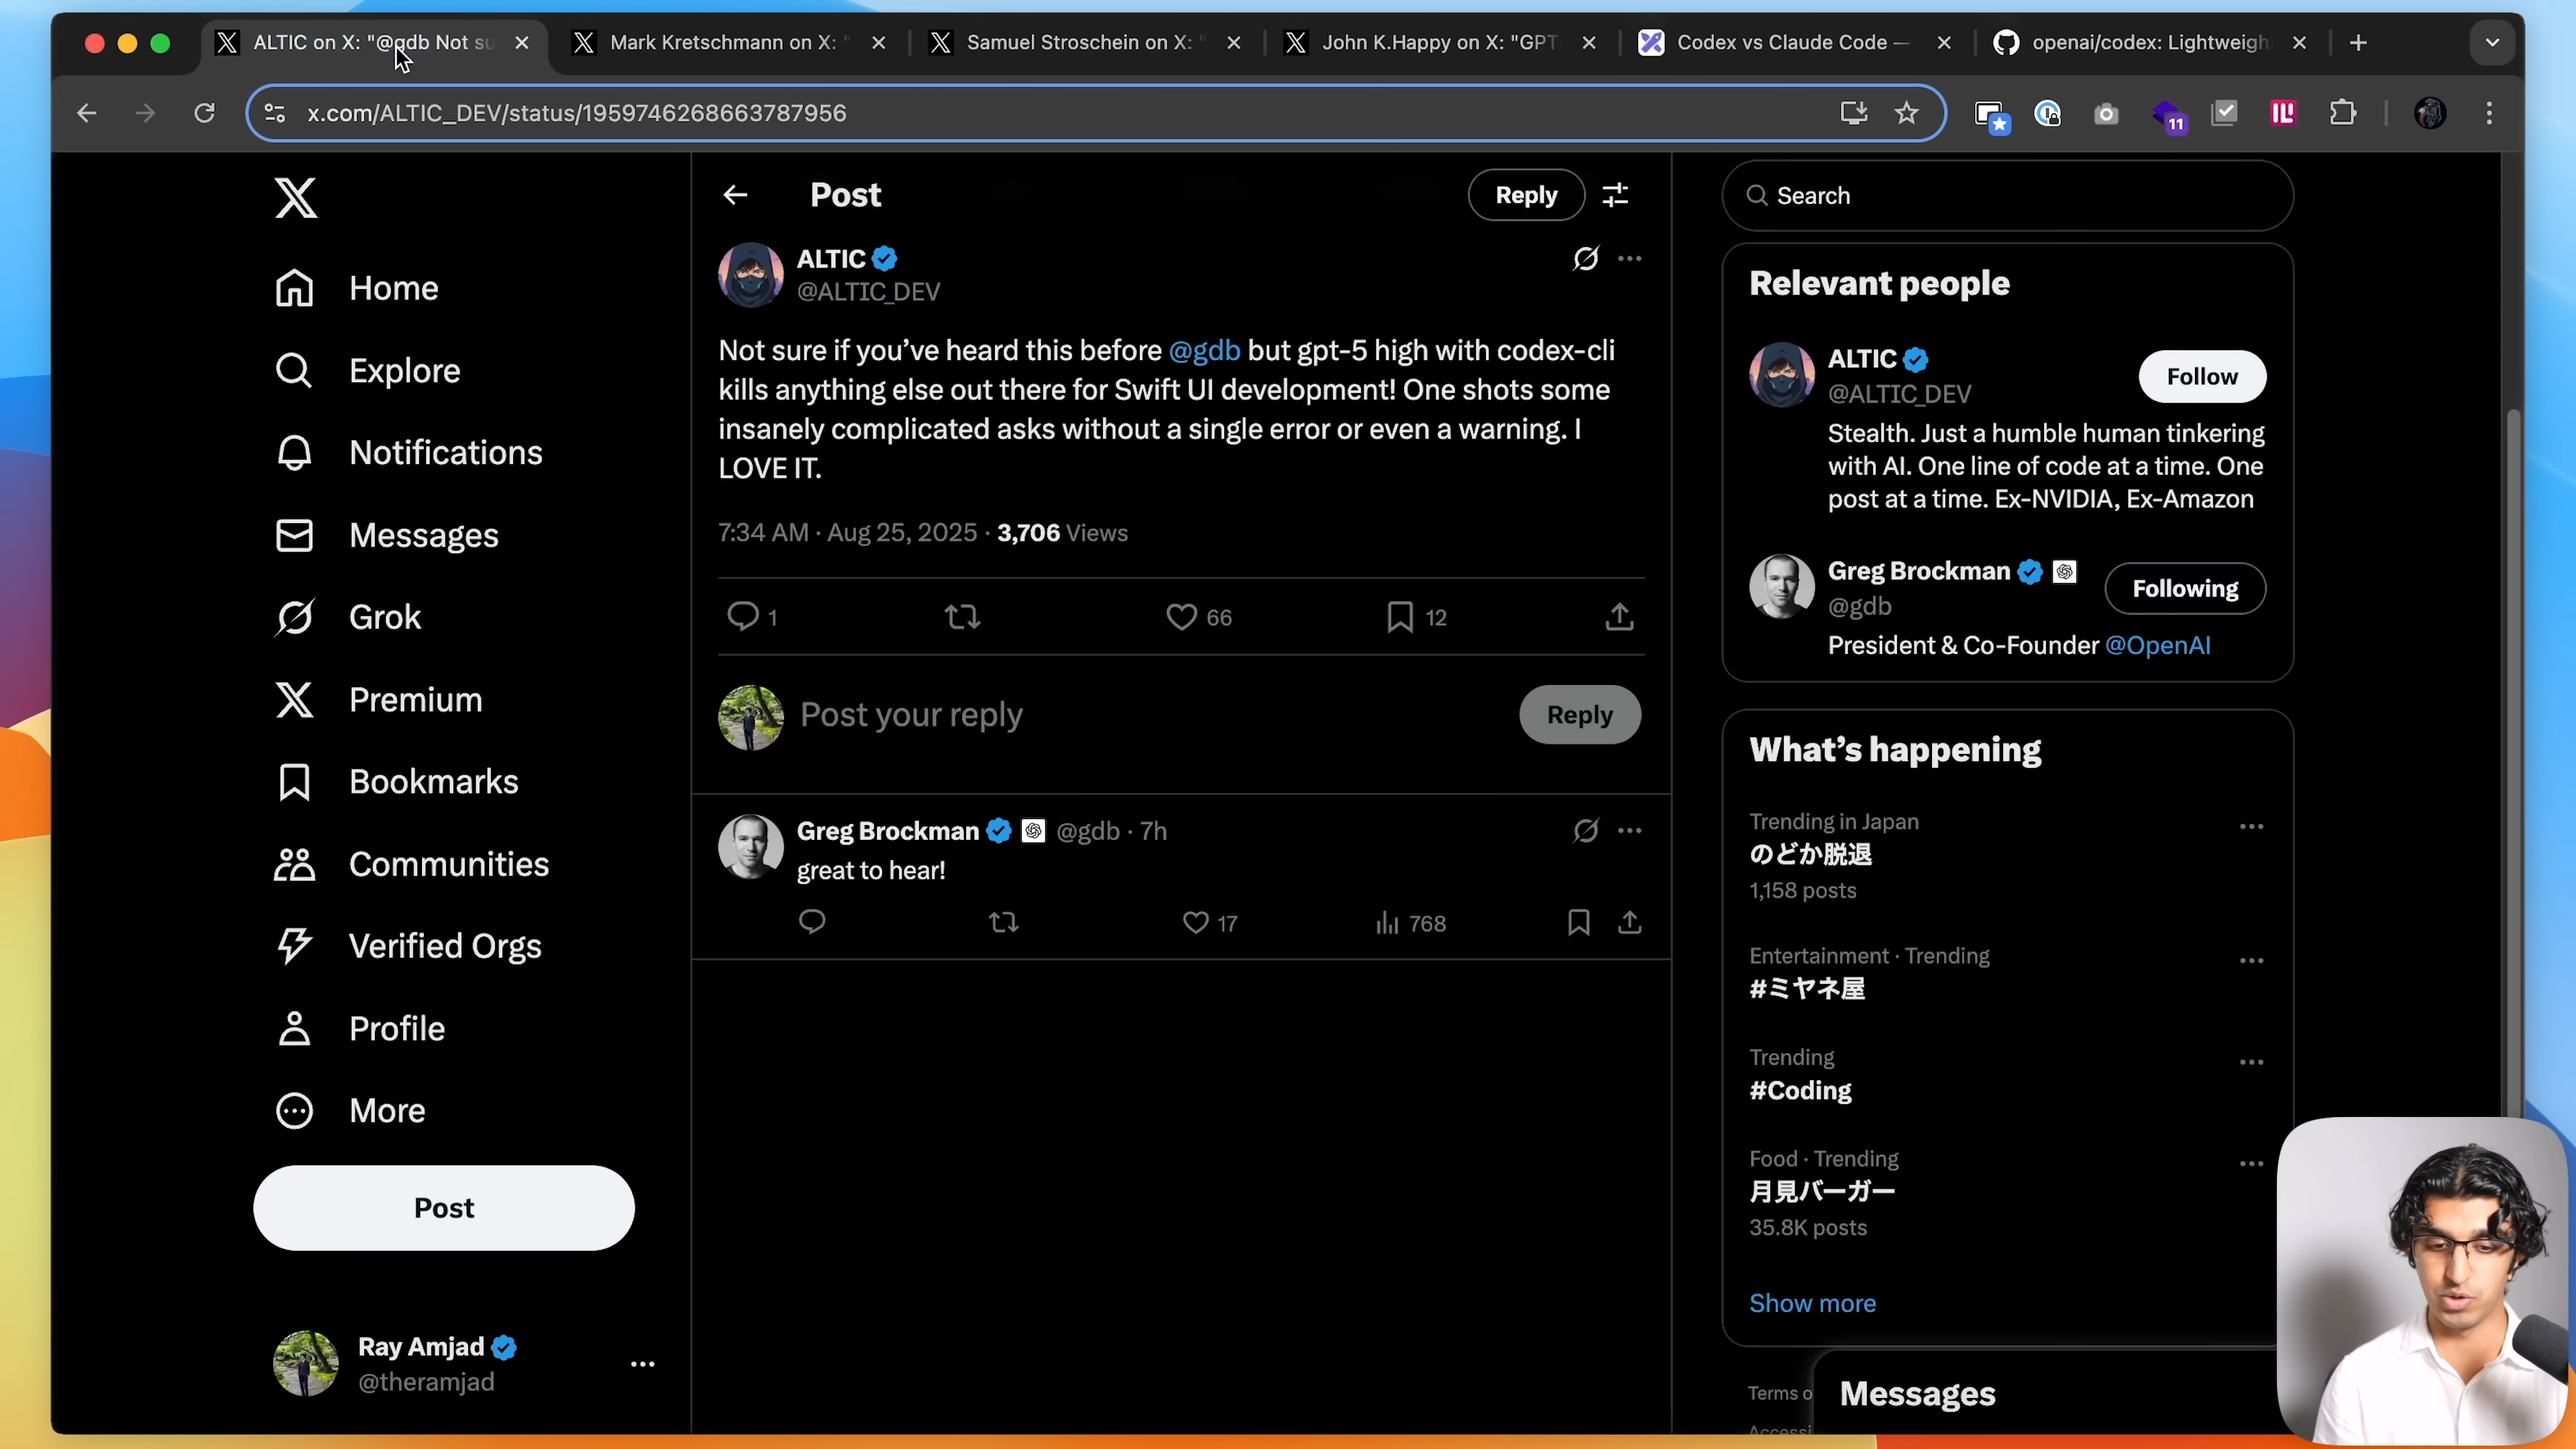 ALTIC on X: "@gdb Not su
Mark Kretschmann on X: "
Samuel Stroschein on X: "
John K.Happy on X: "GPT
Codex vs Claude Code —
openai/codex: Lightweigh
x.com/ALTIC_DEV/status/1959746268663787956
11
Home
Explore
Notifications
Messages
Grok
Premium
Bookmarks
Communities
Verified Orgs
Profile
More
Post
Ray Amjad
@theramjad
Post
Reply
ALTIC
@ALTIC_DEV
Not sure if you’ve heard this before @gdb but gpt-5 high with codex-cli
kills anything else out there for Swift UI development! One shots some
insanely complicated asks without a single error or even a warning. I
LOVE IT.
7:34 AM · Aug 25, 2025 · 3,706 Views
1
66
12
Post your reply
Reply
Greg Brockman @gdb · 7h
great to hear!
17
768
Search
Relevant people
ALTIC
@ALTIC_DEV
Follow
Stealth. Just a humble human tinkering
with AI. One line of code at a time. One
post at a time. Ex-NVIDIA, Ex-Amazon
Greg Brockman
@gdb
Following
President & Co-Founder @OpenAI
What’s happening
Trending in Japan
のどか脱退
1,158 posts
Entertainment · Trending
#ミヤネ屋
Trending
#Coding
Food · Trending
月見バーガー
35.8K posts
Show more
Terms o
Messages